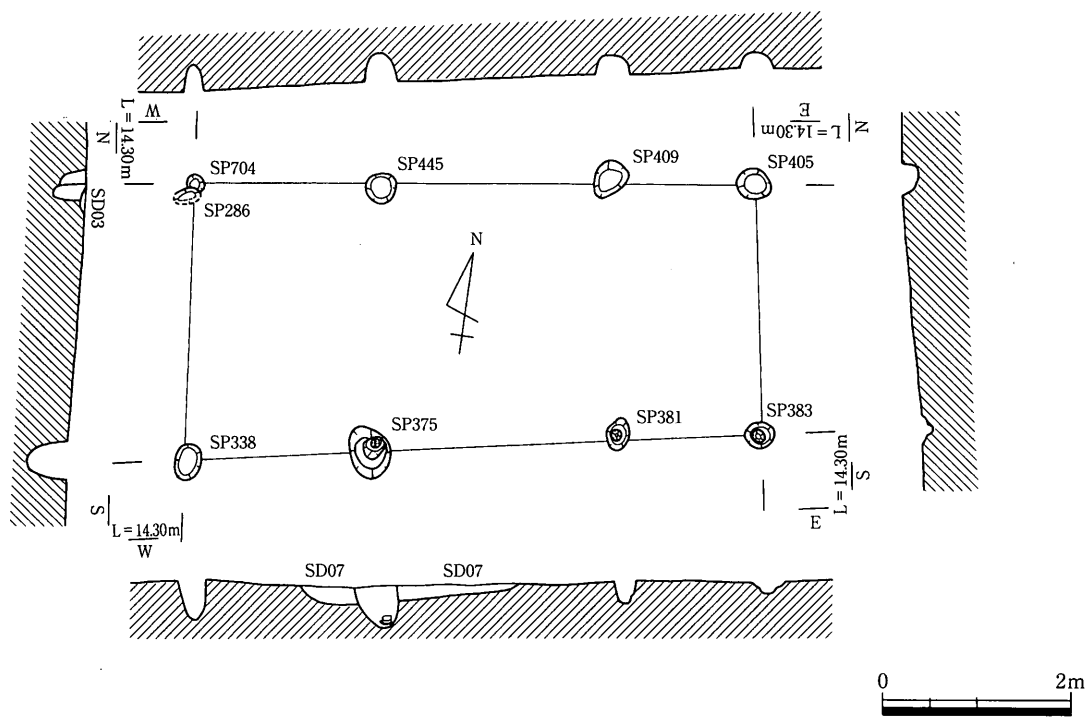 W
E
L = 14.30m
N
L = 14.30m
N
SD03
SP704
SP445
SP409
SP405
SP286
N
SP338
SP375
SP381
SP383
S
L = 14.30m
W
L = 14.30m
S
E
SD07
SD07
0
2m